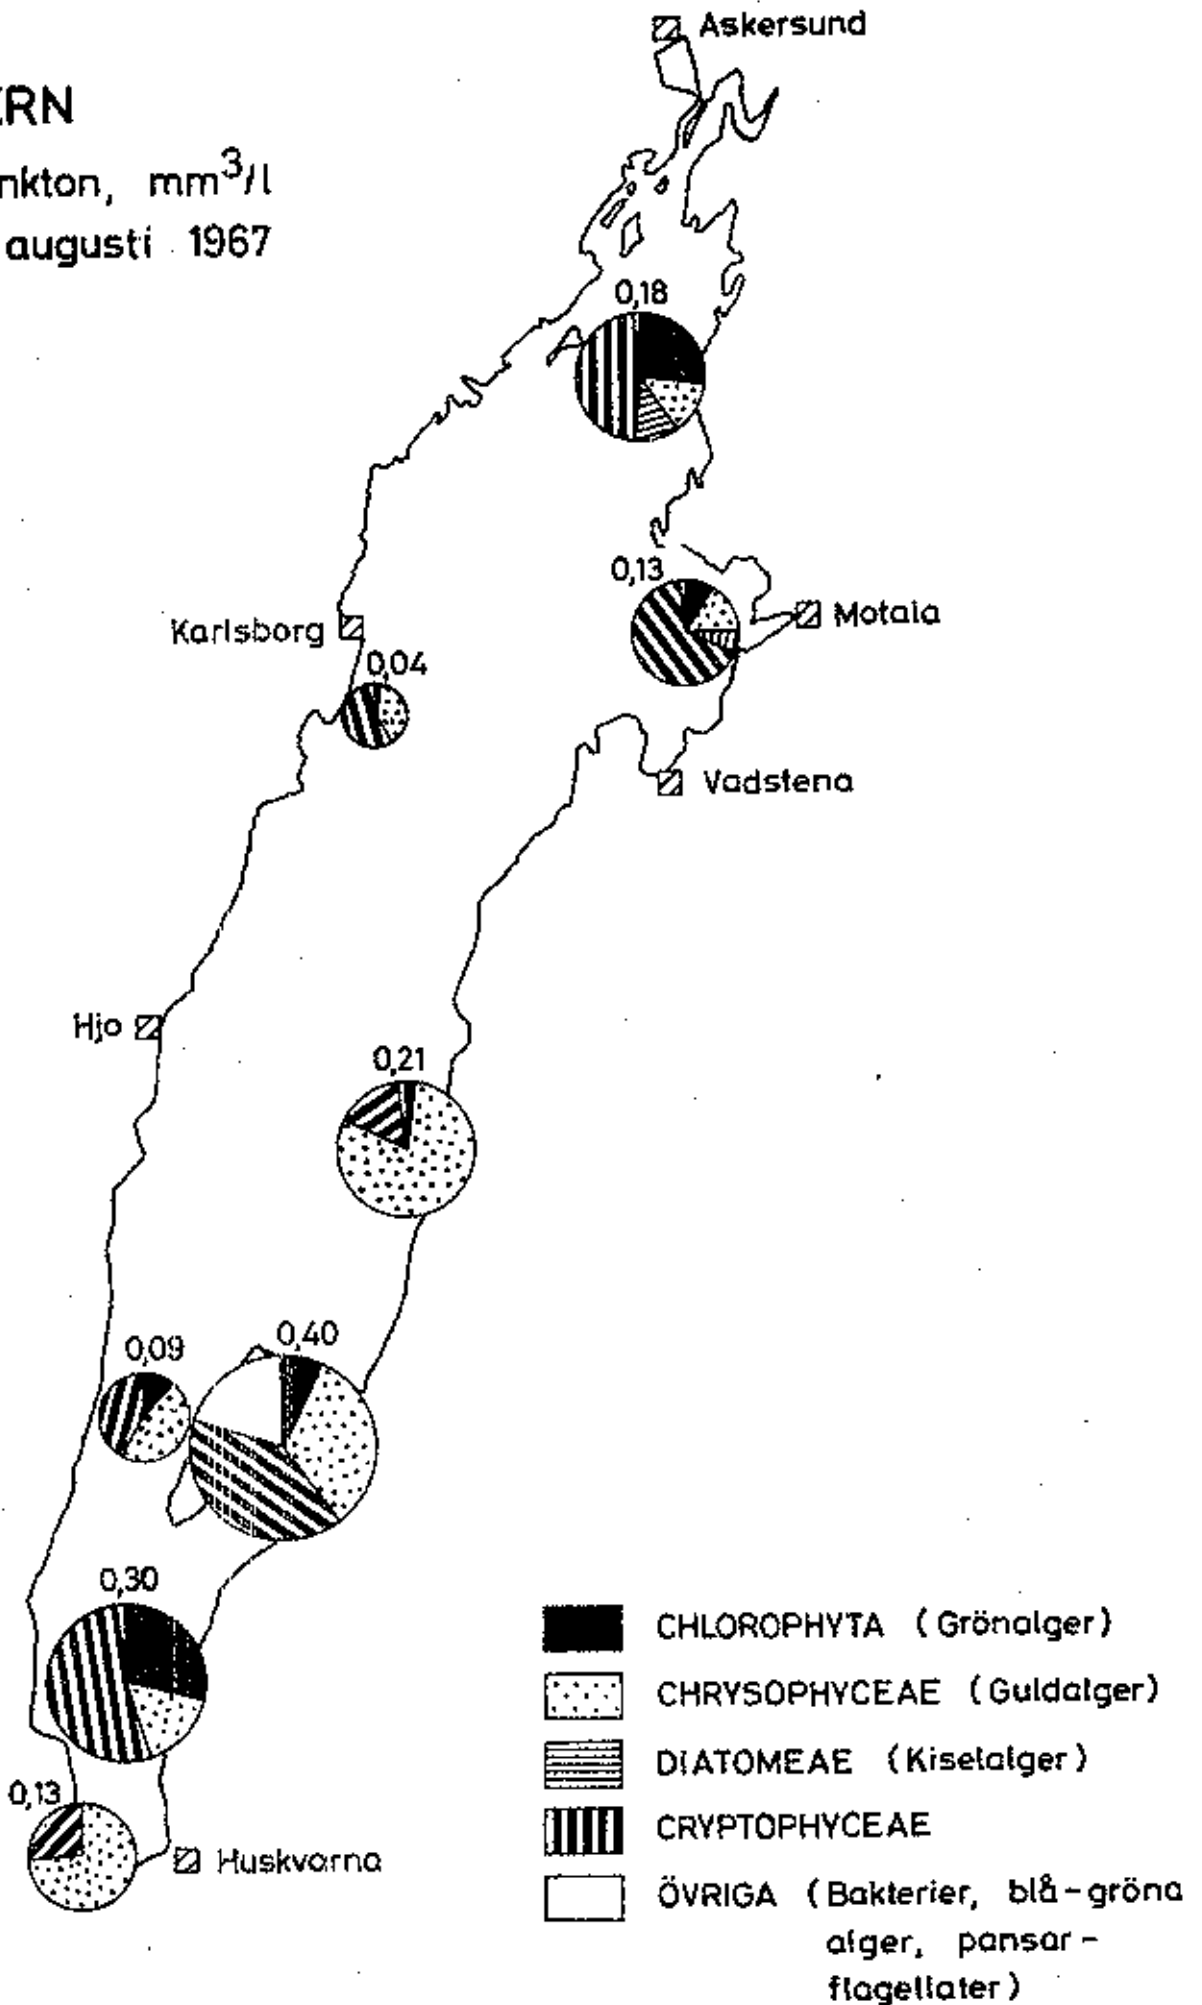 Askersund
ERN
nkton, mm³/l
augusti 1967
0,18
0,13
Motala
Karlsborg
0,04
Vadstena
Hjo
0,21
0,09
0,40
0,30
0,13
Huskvarna
CHLOROPHYTA (Grönalger)
CHRYSOPHYCEAE (Guldalger)
DIATOMEAE (Kiselalger)
CRYPTOPHYCEAE
ÖVRIGA (Bakterier, blå-gröna
alger, pansar-
flagellater)